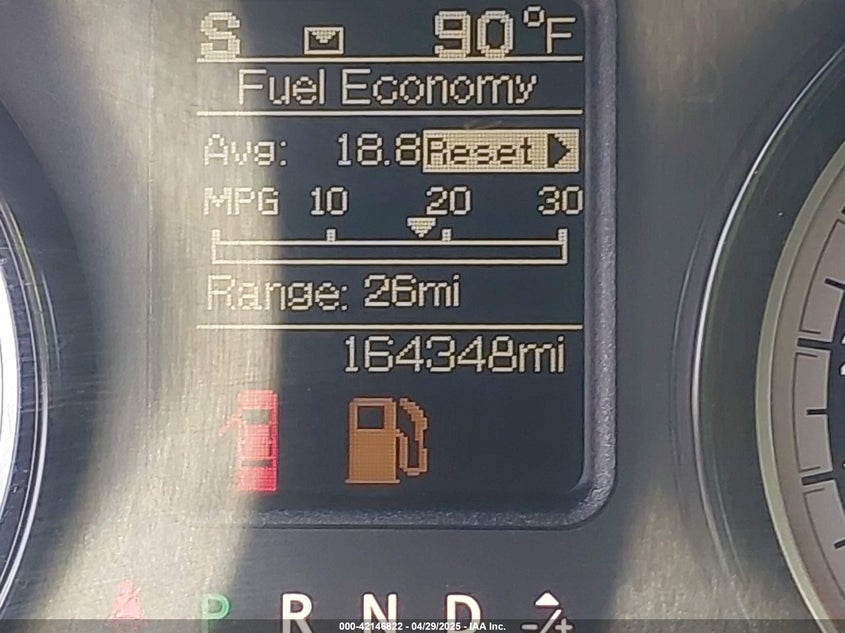 S 90°F
Fuel Economy
Avg: 18.8 Reset
MPG 10 20 30
Range: 26mi
164348mi
P R N D -/+
000-42146822 - 04/29/2025 - IAA Inc.